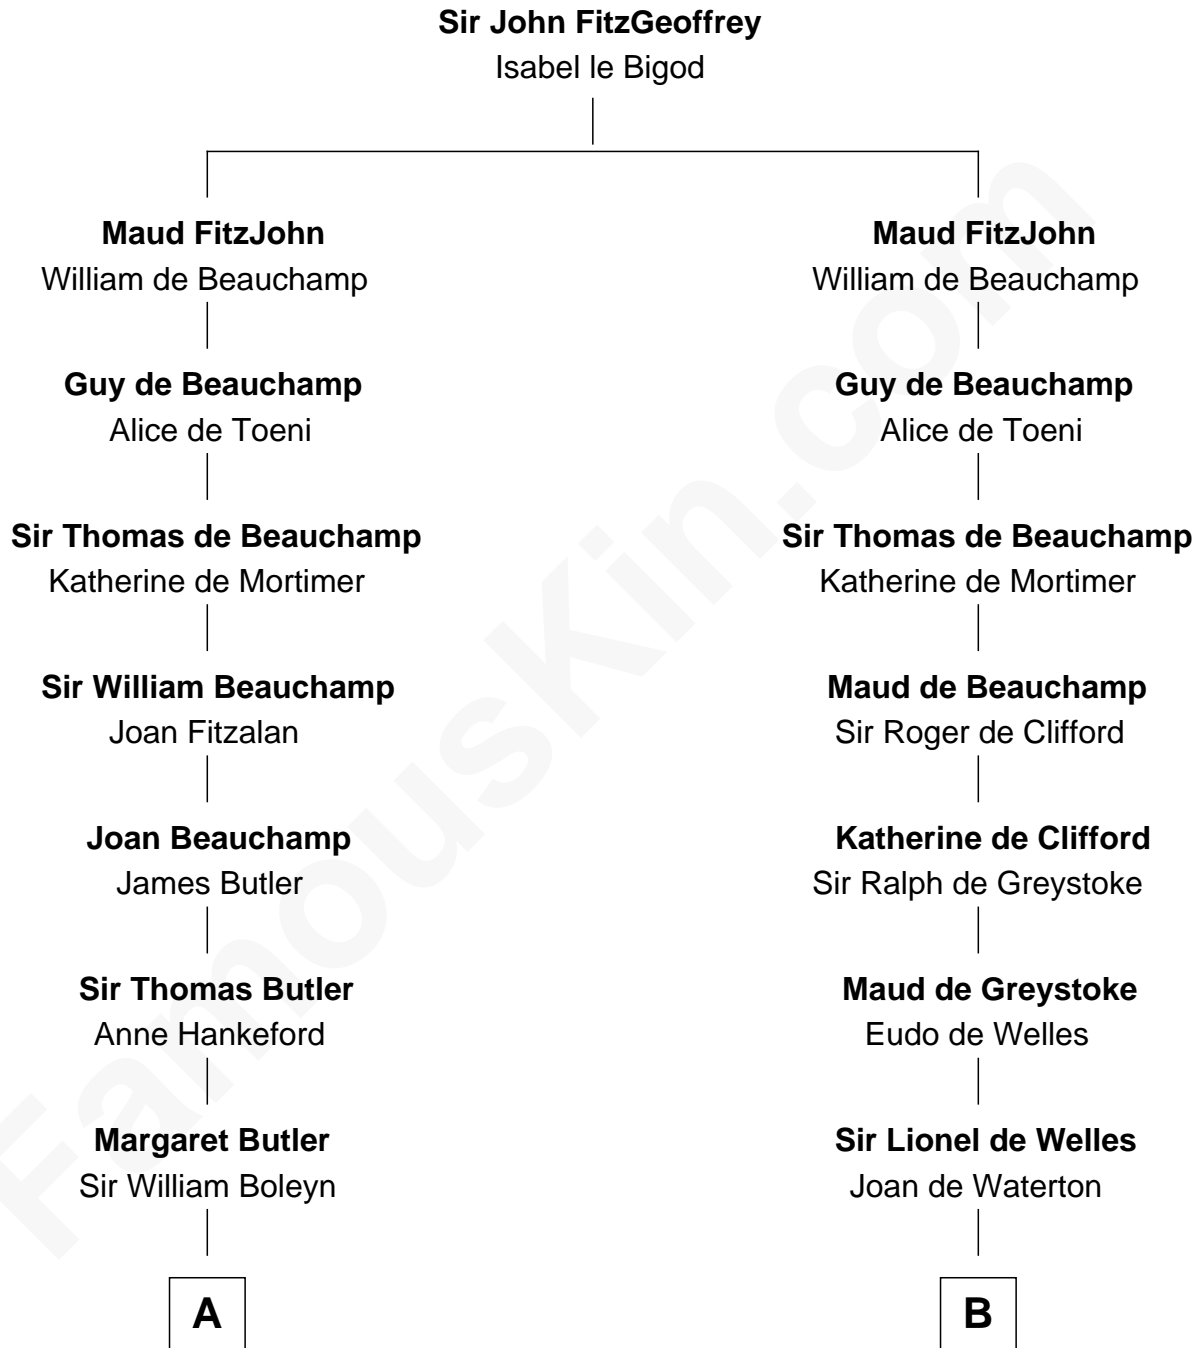 Sir John FitzGeoffrey
Isabel le Bigod
Maud FitzJohn
William de Beauchamp
Maud FitzJohn
William de Beauchamp
Guy de Beauchamp
Alice de Toeni
Guy de Beauchamp
Alice de Toeni
Sir Thomas de Beauchamp
Katherine de Mortimer
Sir Thomas de Beauchamp
Katherine de Mortimer
Sir William Beauchamp
Joan Fitzalan
Maud de Beauchamp
Sir Roger de Clifford
Joan Beauchamp
James Butler
Katherine de Clifford
Sir Ralph de Greystoke
Sir Thomas Butler
Anne Hankeford
Maud de Greystoke
Eudo de Welles
Margaret Butler
Sir William Boleyn
Sir Lionel de Welles
Joan de Waterton
A
B
FamousKin.com